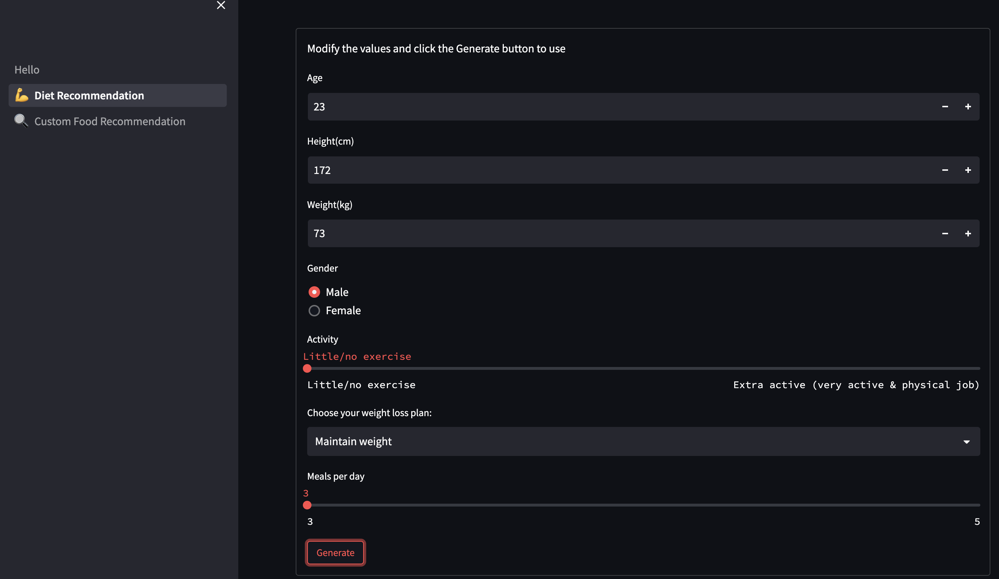 Hello
Diet Recommendation
Custom Food Recommendation
Modify the values and click the Generate button to use
Age
23
Height(cm)
172
Weight(kg)
73
Gender
Male
Female
Activity
Little/no exercise
Little/no exercise Extra active (very active & physical job)
Choose your weight loss plan:
Maintain weight
Meals per day
3
3 5
Generate